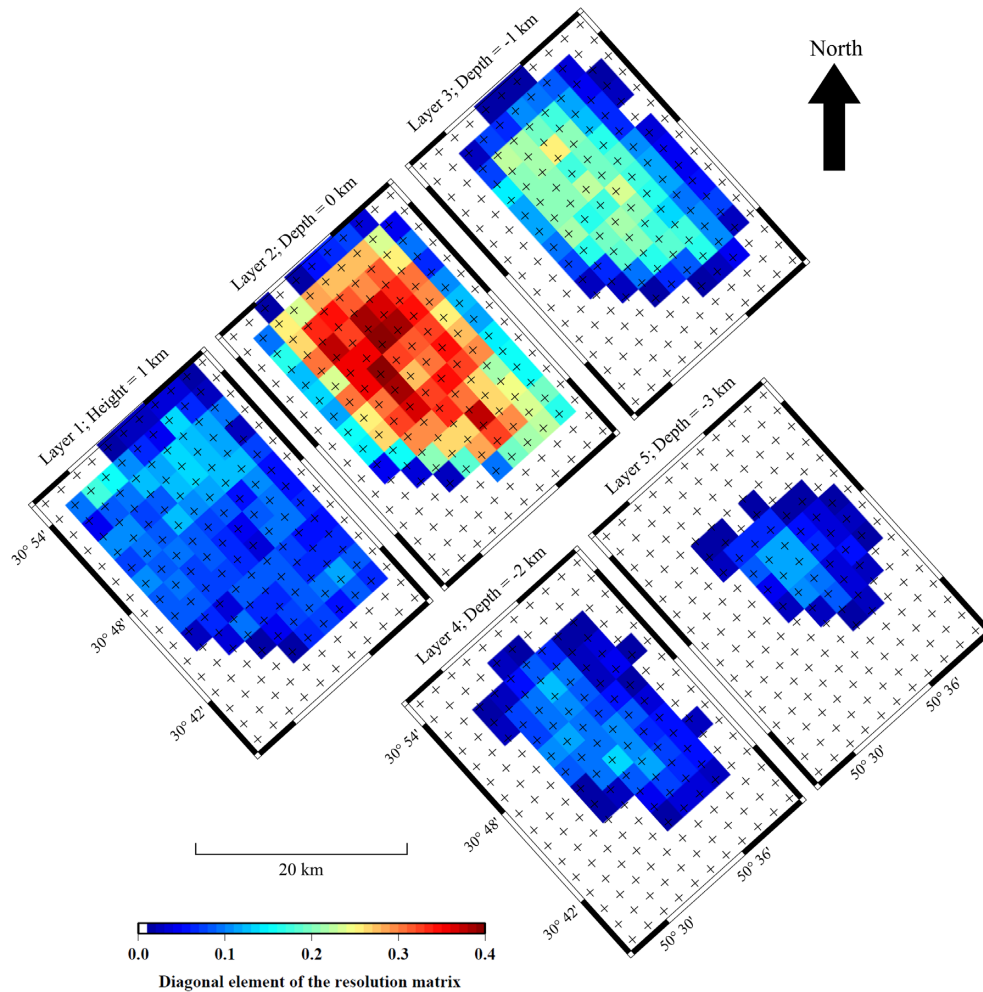 Layer 3; Depth = -1 km
North
Layer 2; Depth = 0 km
Layer 1; Height = 1 km
Layer 5; Depth = -3 km
30° 54'
Layer 4; Depth = -2 km
30° 48'
50° 36'
30° 42'
30° 54'
50° 30'
30° 48'
20 km
50° 36'
30° 42'
50° 30'
0.0 0.1 0.2 0.3 0.4
Diagonal element of the resolution matrix